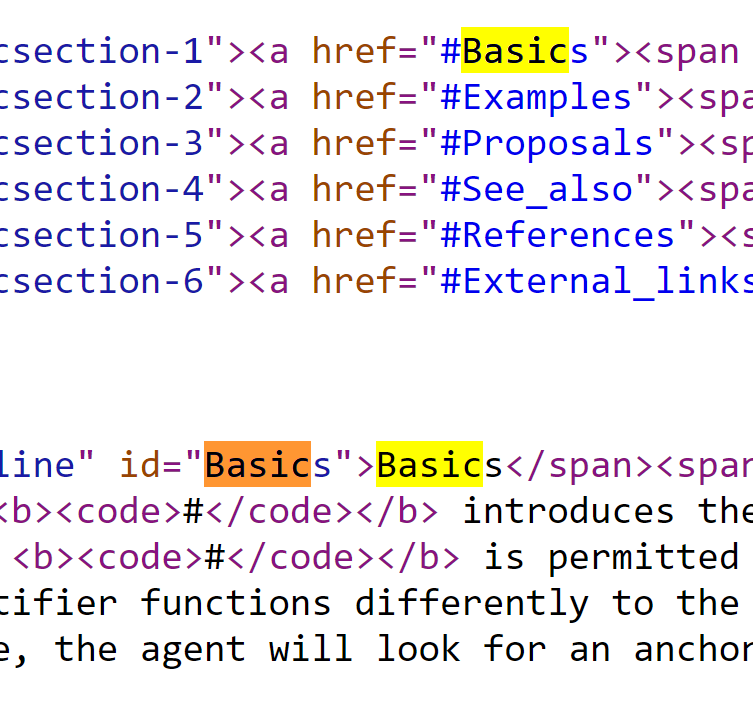 csection-1"><a href="#Basics"><span
csection-2"><a href="#Examples"><spa
csection-3"><a href="#Proposals"><sp
csection-4"><a href="#See_also"><spa
csection-5"><a href="#References"><s
csection-6"><a href="#External_links
line" id="Basics">Basics</span><span
<b><code>#</code></b> introduces the
<b><code>#</code></b> is permitted
tifier functions differently to the
e, the agent will look for an anchor